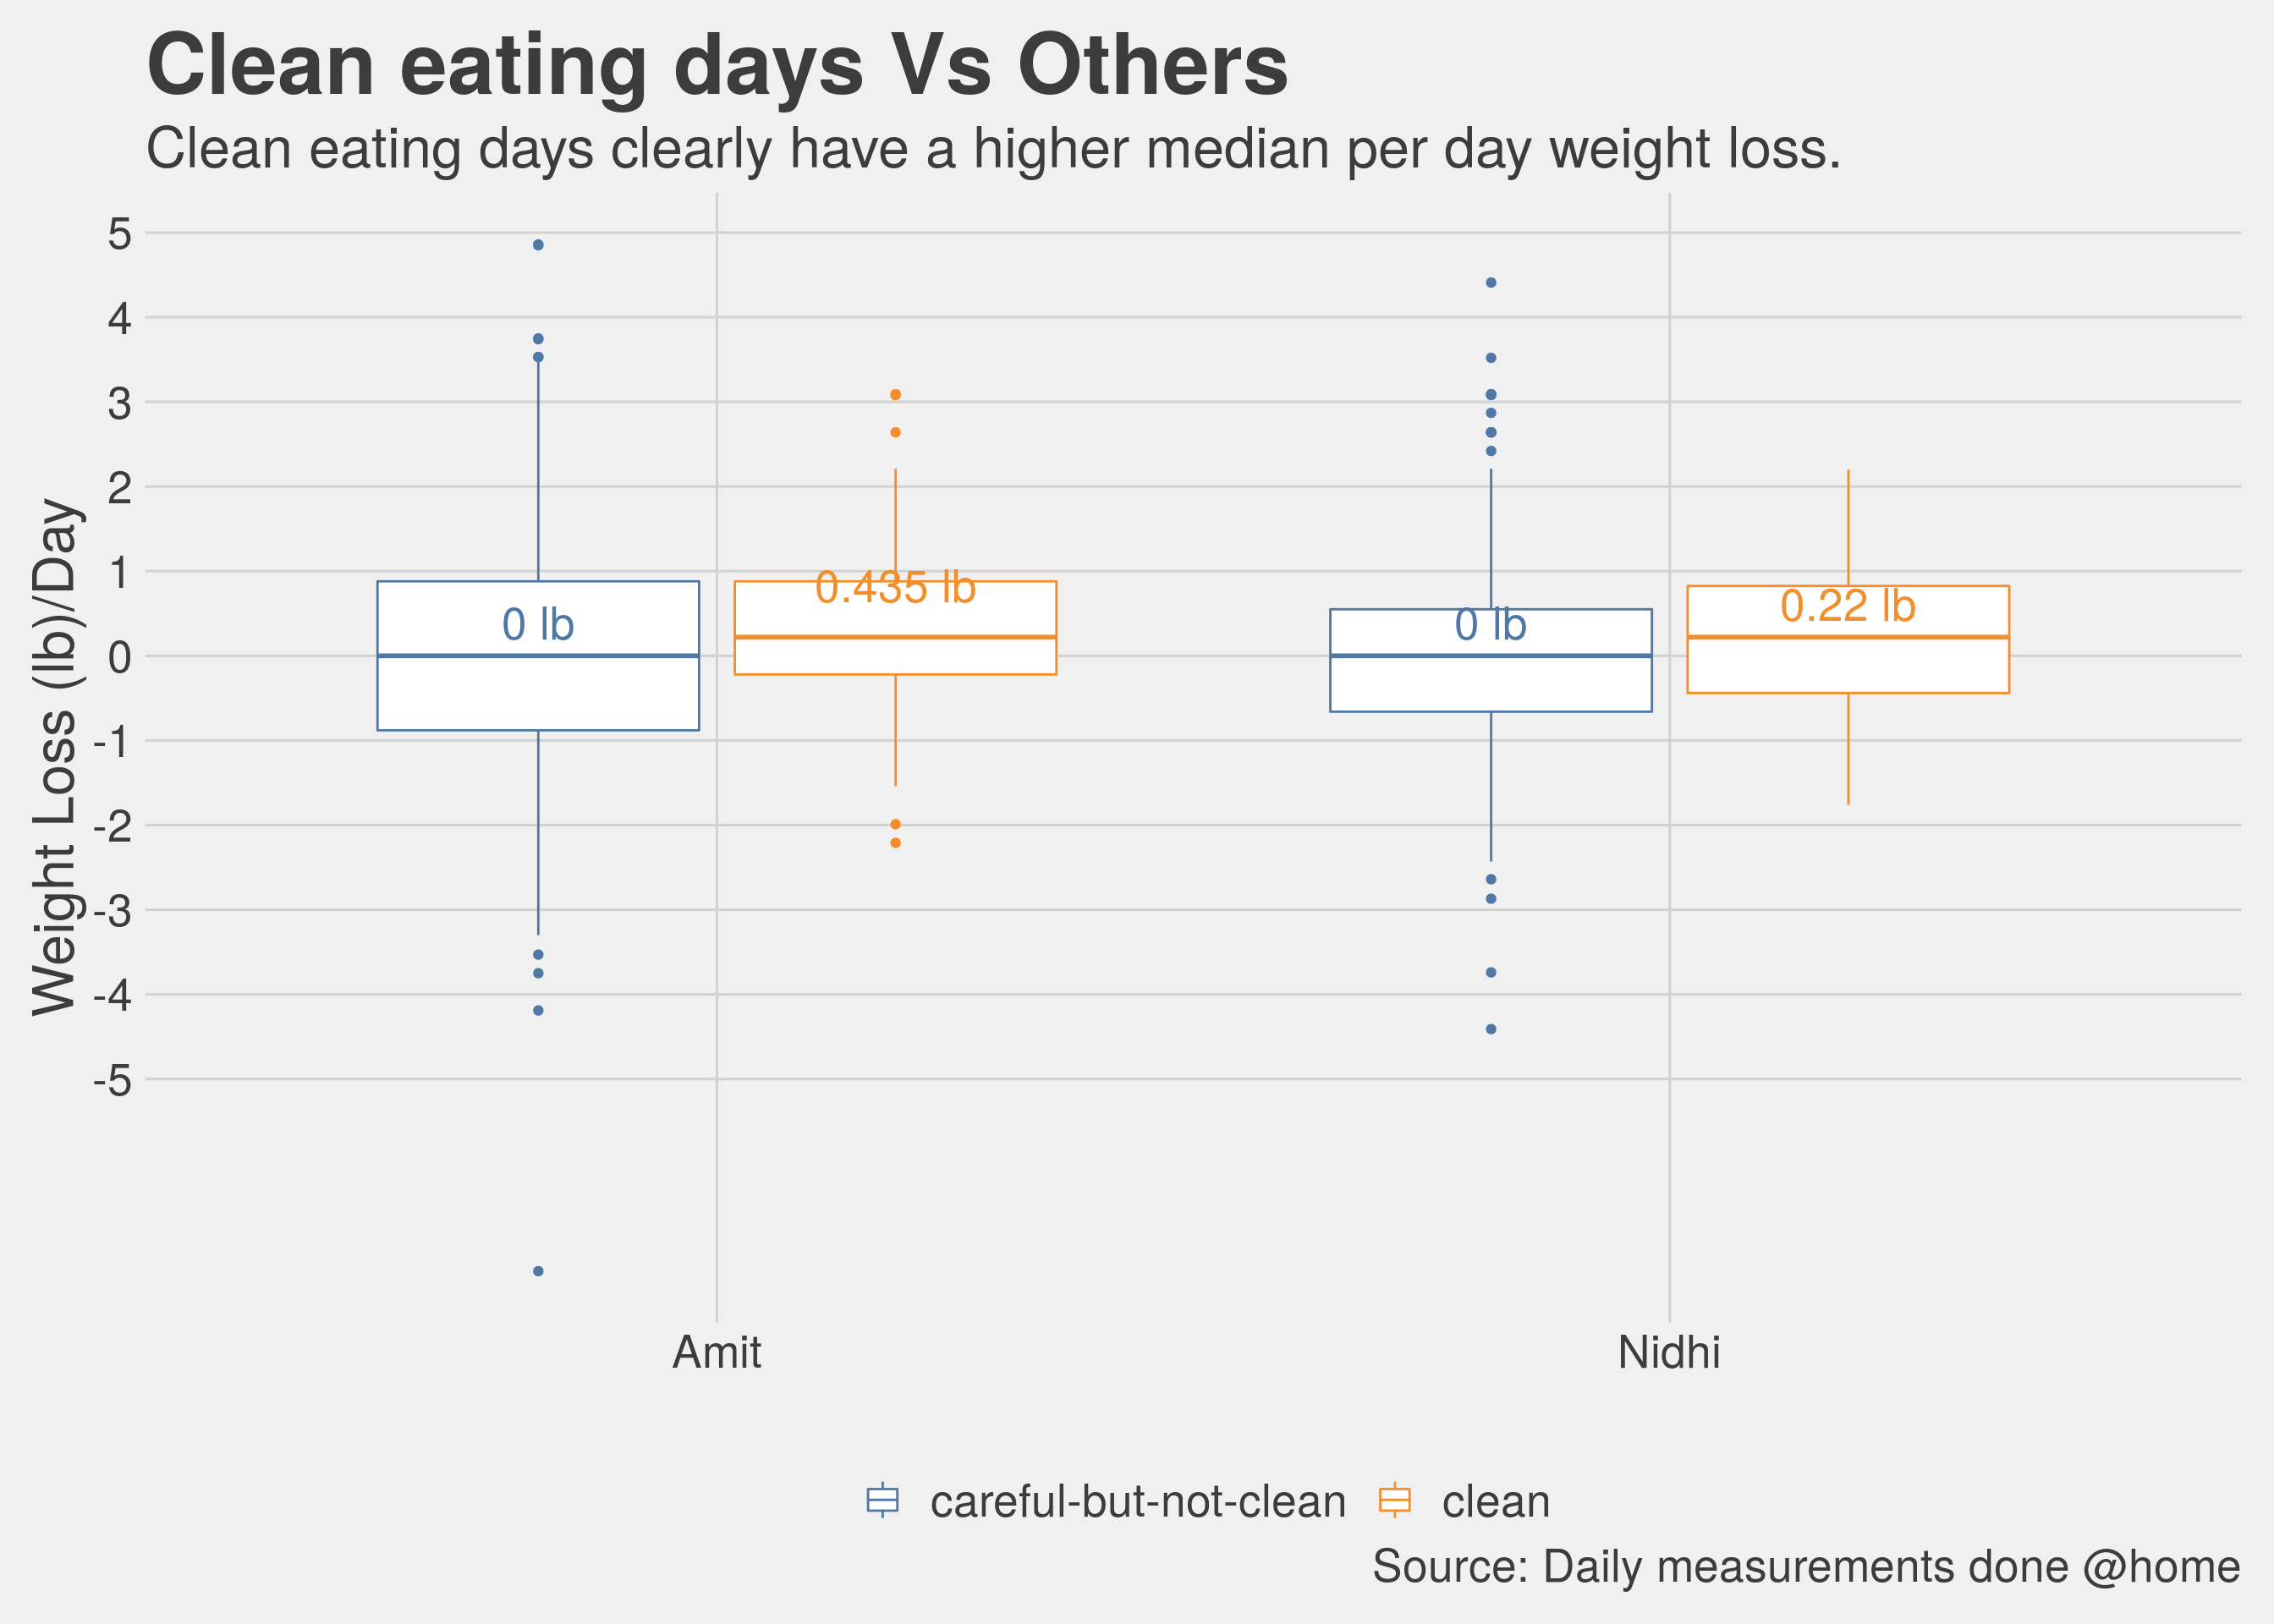 Clean eating days Vs Others
Clean eating days clearly have a higher median per day weight loss.
Weight Loss (lb)/Day
5
4
3
2
1
0
-1
-2
-3
-4
-5
0 lb
0.435 lb
0 lb
0.22 lb
Amit
Nidhi
careful-but-not-clean
clean
Source: Daily measurements done @home